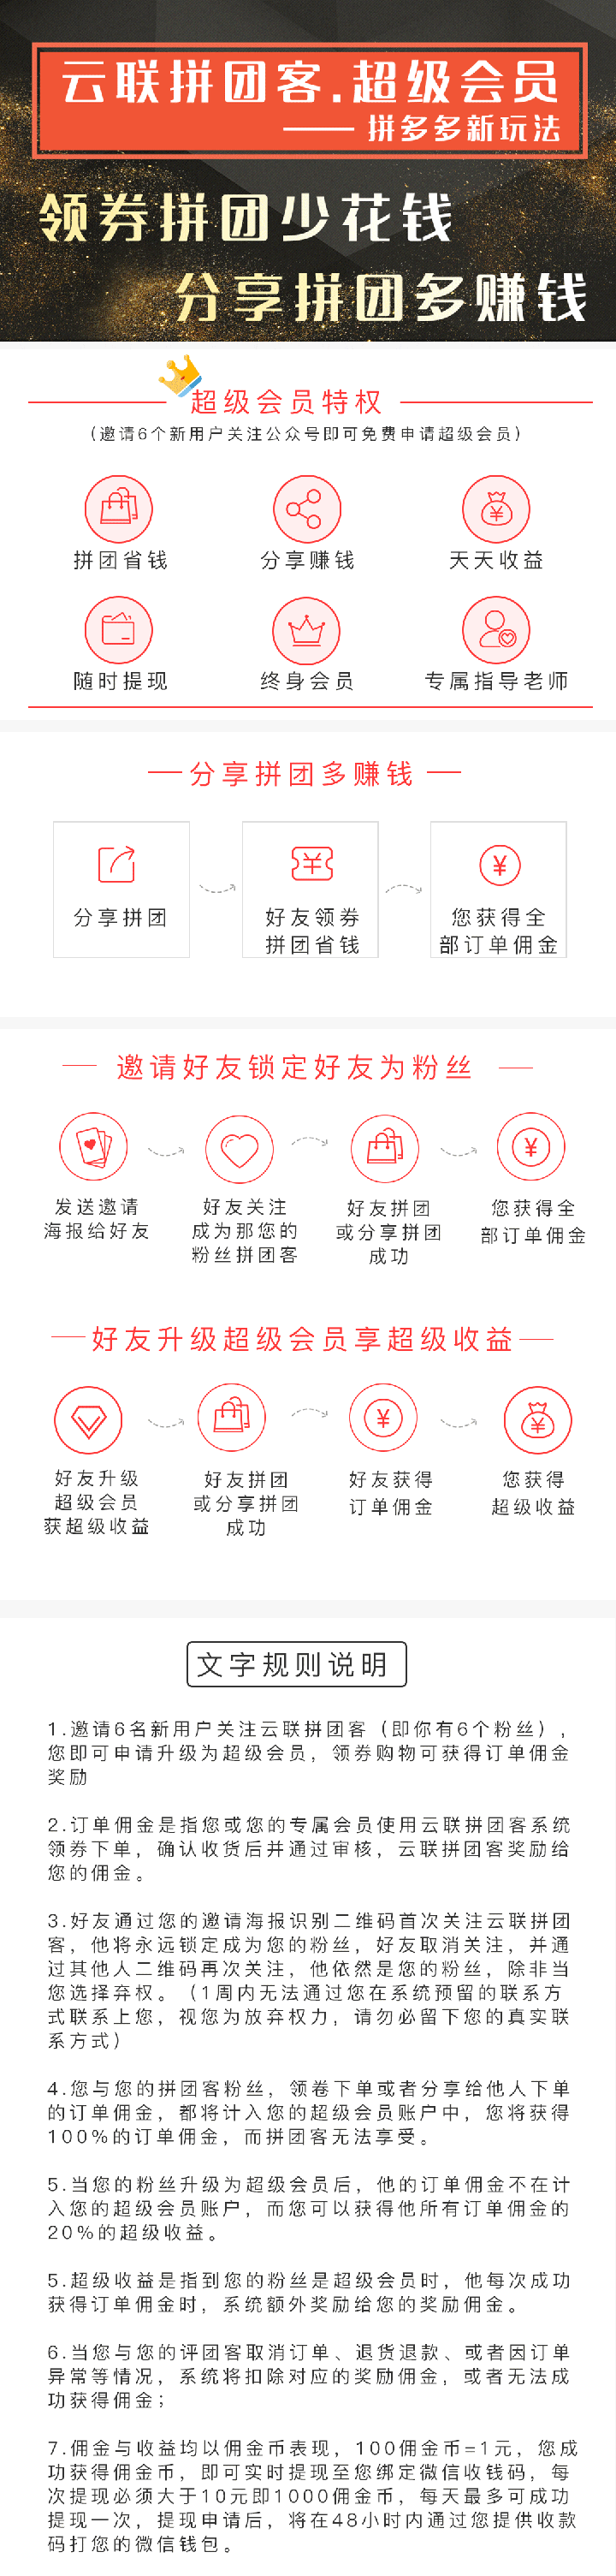 云联拼团客.超级会员
——拼多多新玩法
领券拼团少花钱
分享拼团多赚钱
超级会员特权
（邀请6个新用户关注公众号即可免费申请超级会员）
拼团省钱
分享赚钱
天天收益
随时提现
终身会员
专属指导老师
分享拼团多赚钱
分享拼团
好友领券
拼团省钱
您获得全
部订单佣金
邀请好友锁定好友为粉丝
发送邀请
海报给好友
好友关注
成为那您的
粉丝拼团客
好友拼团
或分享拼团
成功
您获得全
部订单佣金
好友升级超级会员享超级收益
好友升级
超级会员
获超级收益
好友拼团
或分享拼团
成功
好友获得
订单佣金
您获得
超级收益
文字规则说明
1.邀请6名新用户关注云联拼团客（即你有6个粉丝），
您即可申请升级为超级会员，领券购物可获得订单佣金
奖励
2.订单佣金是指您或您的专属会员使用云联拼团客系统
领券下单，确认收货后并通过审核，云联拼团客奖励给
您的佣金。
3.好友通过您的邀请海报识别二维码首次关注云联拼团
客，他将永远锁定成为您的粉丝，好友取消关注，并通
过其他人二维码再次关注，他依然是您的粉丝，除非当
您选择弃权。（1周内无法通过您在系统预留的联系方
式联系上您，视您为放弃权力，请勿必留下您的真实联
系方式）
4.您与您的拼团客粉丝，领卷下单或者分享给他人下单
的订单佣金，都将计入您的超级会员账户中，您将获得
100%的订单佣金，而拼团客无法享受。
5.当您的粉丝升级为超级会员后，他的订单佣金不在计
入您的超级会员账户，而您可以获得他所有订单佣金的
20%的超级收益。
5.超级收益是指到您的粉丝是超级会员时，他每次成功
获得订单佣金时，系统额外奖励给您的奖励佣金。
6.当您与您的评团客取消订单、退货退款、或者因订单
异常等情况，系统将扣除对应的奖励佣金，或者无法成
功获得佣金；
7.佣金与收益均以佣金币表现，100佣金币=1元，您成
功获得佣金币，即可实时提现至您绑定微信收钱码，每
次提现必须大于10元即1000佣金币，每天最多可成功
提现一次，提现申请后，将在48小时内通过您提供收款
码打您的微信钱包。
¥
¥
¥
¥
¥
¥